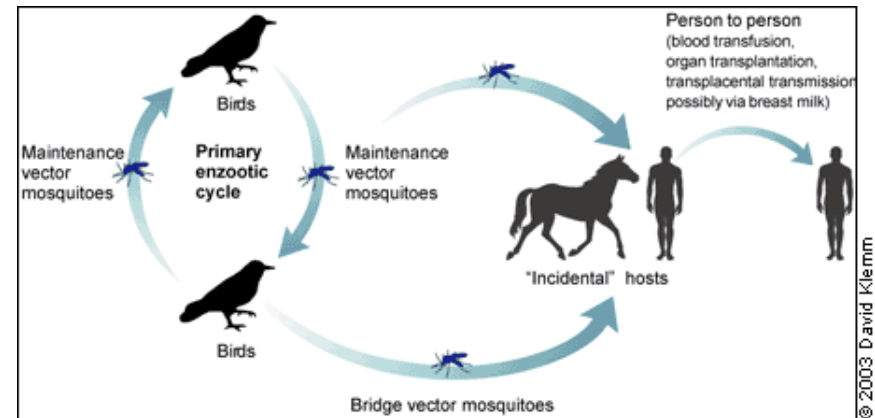 Person to person
(blood transfusion,
organ transplantation,
transplacental transmission
possibly via breast milk)
Birds
Maintenance
vector
mosquitoes
Primary
enzootic
cycle
Maintenance
vector
mosquitoes
"Incidental" hosts
Birds
Bridge vector mosquitoes
© 2003 David Klemm